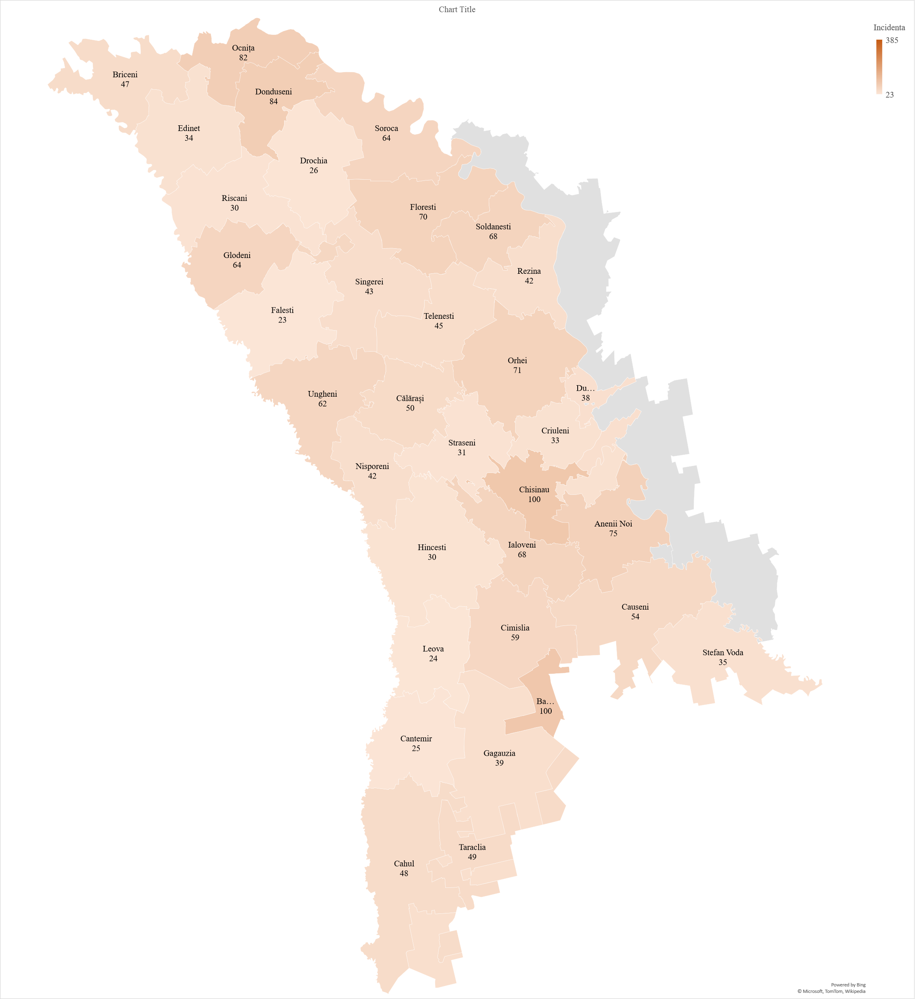 Chart Title
Incidenta
385
23
Ocnița
82
Briceni
47
Donduseni
84
Edinet
34
Soroca
64
Drochia
26
Riscani
30
Floresti
70
Soldanesti
68
Glodeni
64
Rezina
42
Singerei
43
Falesti
23
Telenesti
45
Orhei
71
Du...
38
Ungheni
62
Călărași
50
Criuleni
33
Straseni
31
Nisporeni
42
Chisinau
100
Anenii Noi
75
Hincesti
30
Ialoveni
68
Causeni
54
Cimislia
59
Leova
24
Stefan Voda
35
Ba...
100
Cantemir
25
Gagauzia
39
Taraclia
49
Cahul
48
Powered by Bing
© Microsoft, TomTom, Wikipedia